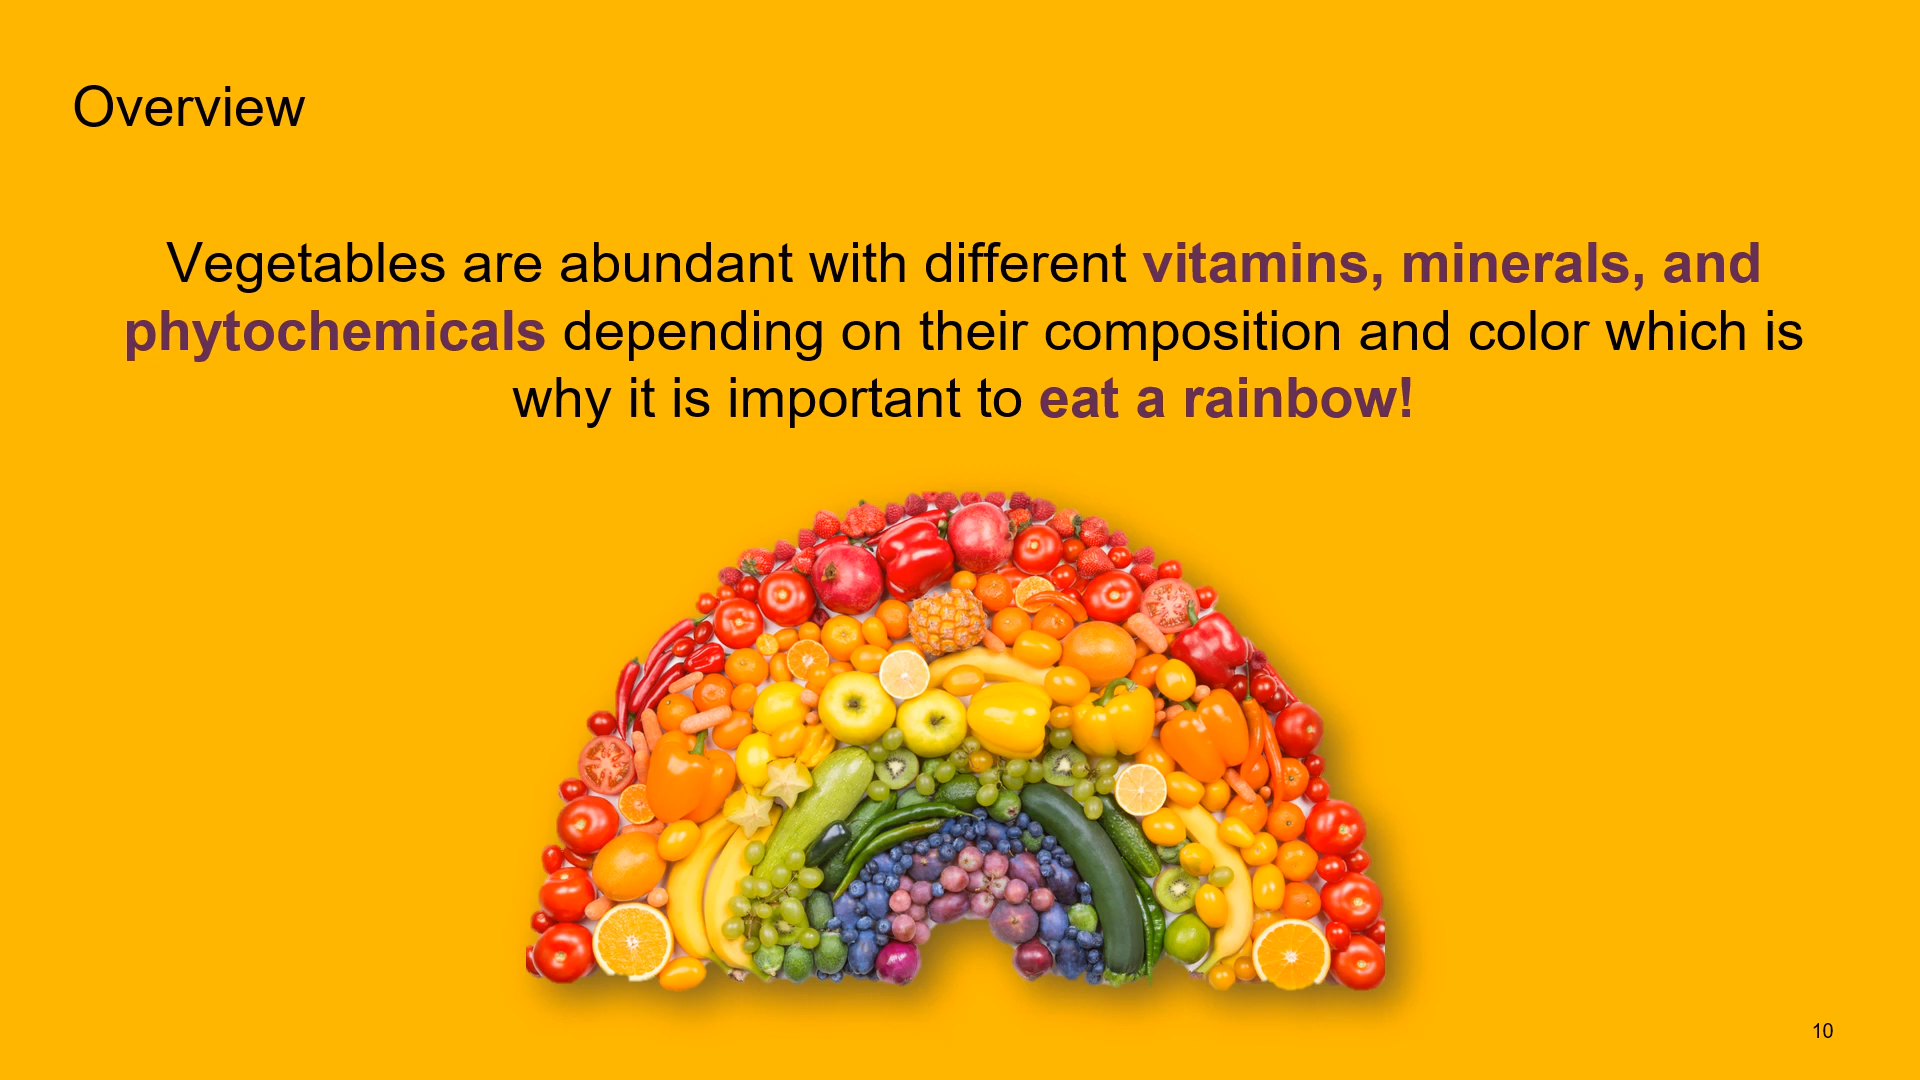 Overview
Vegetables are abundant with different vitamins, minerals, and
phytochemicals depending on their composition and color which is
why it is important to eat a rainbow!
10